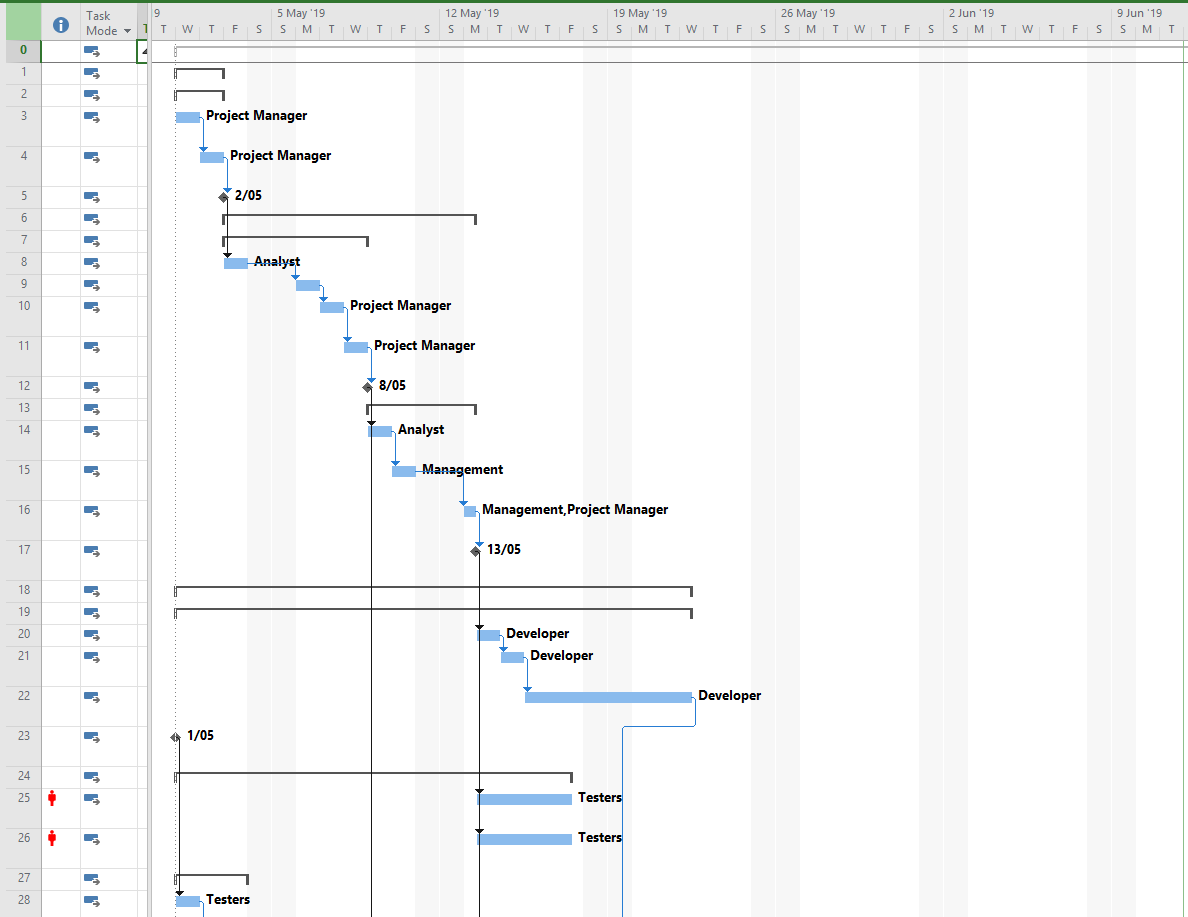 Task Mode T 9 5 May '19 12 May '19 19 May '19 26 May '19 2 Jun '19 9 Jun '19
T W T F S S M T W T F S S M T W T F S S M T W T F S S M T W T F S S M T W T F S S M T
0
1
2
3 Project Manager
4 Project Manager
5 2/05
6
7
8 Analyst
9
10 Project Manager
11 Project Manager
12 8/05
13
14 Analyst
15 Management
16 Management,Project Manager
17 13/05
18
19
20 Developer
21 Developer
22 Developer
23 1/05
24
25 Testers
26 Testers
27
28 Testers